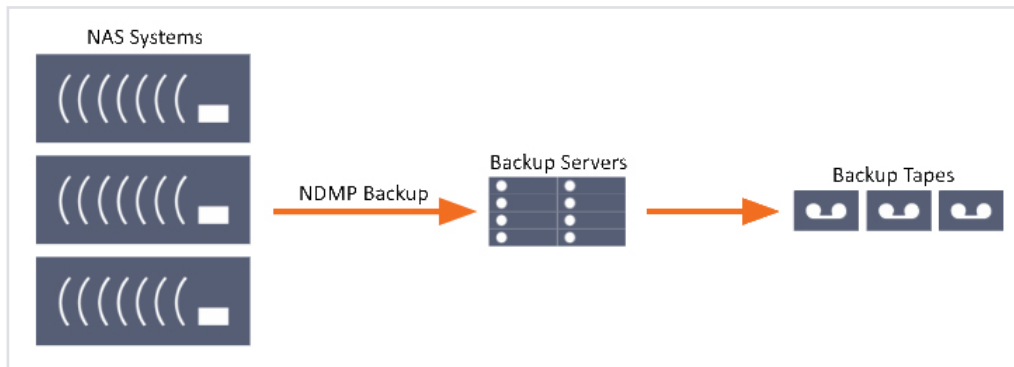 NAS Systems
NDMP Backup
Backup Servers
Backup Tapes